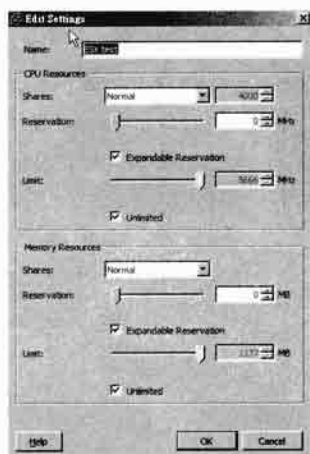 Edit Settings
Name: test
CPU Resources
Shares: Normal 4000
Reservation: 0 MHz
Expandable Reservation
Limit: MHz
Unlimited
Memory Resources
Shares: Normal
Reservation: 0 MB
Expandable Reservation
Limit: MB
Unlimited
Help OK Cancel